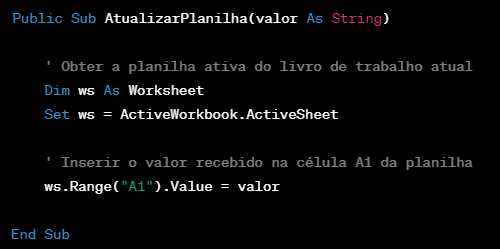 Public Sub AtualizarPlanilha(valor As String)
' Obter a planilha ativa do livro de trabalho atual
Dim ws As Worksheet
Set ws = ActiveWorkbook.ActiveSheet
' Inserir o valor recebido na célula A1 da planilha
ws.Range("A1").Value = valor
End Sub